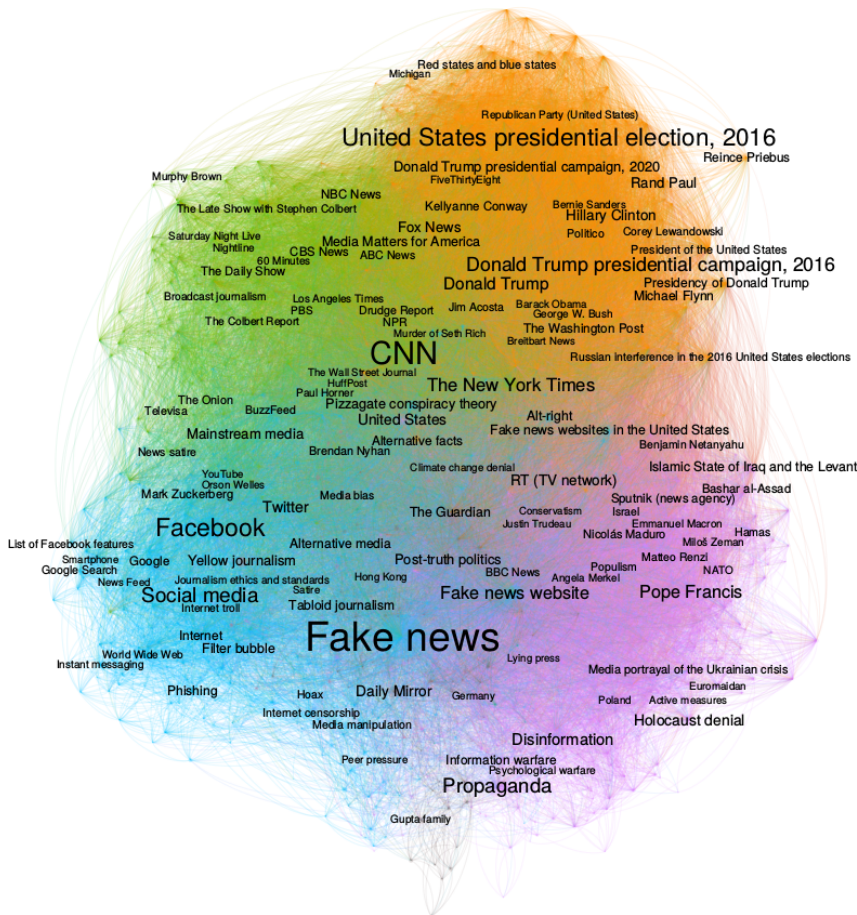 Red states and blue states
Michigan
Republican Party (United States)
United States presidential election, 2016
Reince Priebus
Donald Trump presidential campaign, 2020
Murphy Brown
FiveThirtyEight
Rand Paul
NBC News
The Late Show with Stephen Colbert
Kellyanne Conway
Bernie Sanders
Hillary Clinton
Fox News
Saturday Night Live
Politico
Corey Lewandowski
Media Matters for America
Nightline
CBS News
ABC News
President of the United States
60 Minutes
Donald Trump presidential campaign, 2016
The Daily Show
Donald Trump
Presidency of Donald Trump
Broadcast journalism
Los Angeles Times
Michael Flynn
PBS
Drudge Report
Jim Acosta
Barack Obama
George W. Bush
The Colbert Report
NPR
The Washington Post
Murder of Seth Rich
Breitbart News
CNN
Russian interference in the 2016 United States elections
The Wall Street Journal
HuffPost
The New York Times
Paul Horner
The Onion
Pizzagate conspiracy theory
Televisa
BuzzFeed
United States
Alt-right
Mainstream media
Fake news websites in the United States
Alternative facts
Benjamin Netanyahu
News satire
Brendan Nyhan
Climate change denial
Islamic State of Iraq and the Levant
YouTube
RT (TV network)
Orson Welles
Bashar al-Assad
Mark Zuckerberg
Media bias
Sputnik (news agency)
Twitter
The Guardian
Conservatism
Israel
Facebook
Justin Trudeau
Emmanuel Macron
Nicolás Maduro
Hamas
List of Facebook features
Alternative media
Miloš Zeman
Smartphone
Google
Yellow journalism
Post-truth politics
Matteo Renzi
Google Search
Populism
NATO
News Feed
Journalism ethics and standards
Hong Kong
BBC News
Angela Merkel
Social media
Satire
Fake news website
Pope Francis
Internet troll
Tabloid journalism
Internet
Fake news
Filter bubble
World Wide Web
Instant messaging
Lying press
Media portrayal of the Ukrainian crisis
Phishing
Hoax
Daily Mirror
Germany
Euromaidan
Poland
Active measures
Internet censorship
Media manipulation
Holocaust denial
Disinformation
Peer pressure
Information warfare
Psychological warfare
Propaganda
Gupta family